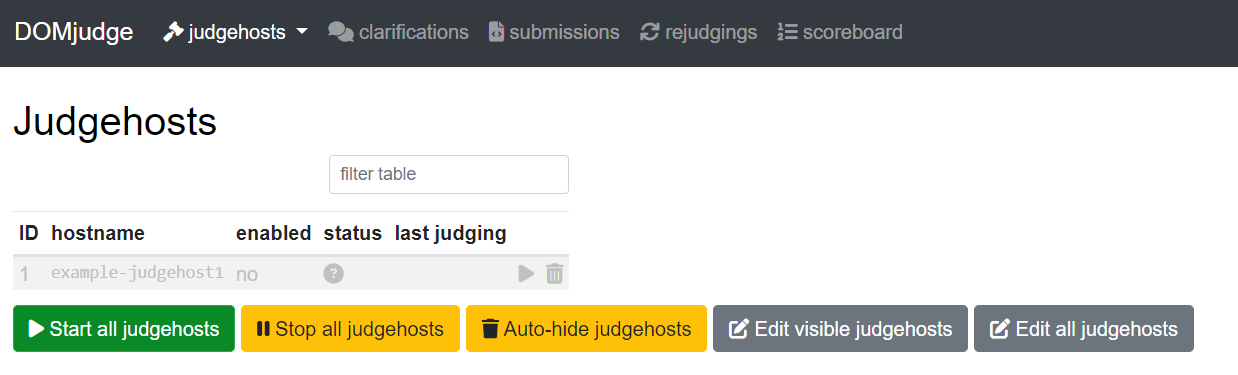 DOMjudge judgehosts clarifications submissions rejudgings scoreboard
Judgehosts
filter table
ID hostname enabled status last judging
1 example-judgehost1 no ?
Start all judgehosts Stop all judgehosts Auto-hide judgehosts Edit visible judgehosts Edit all judgehosts